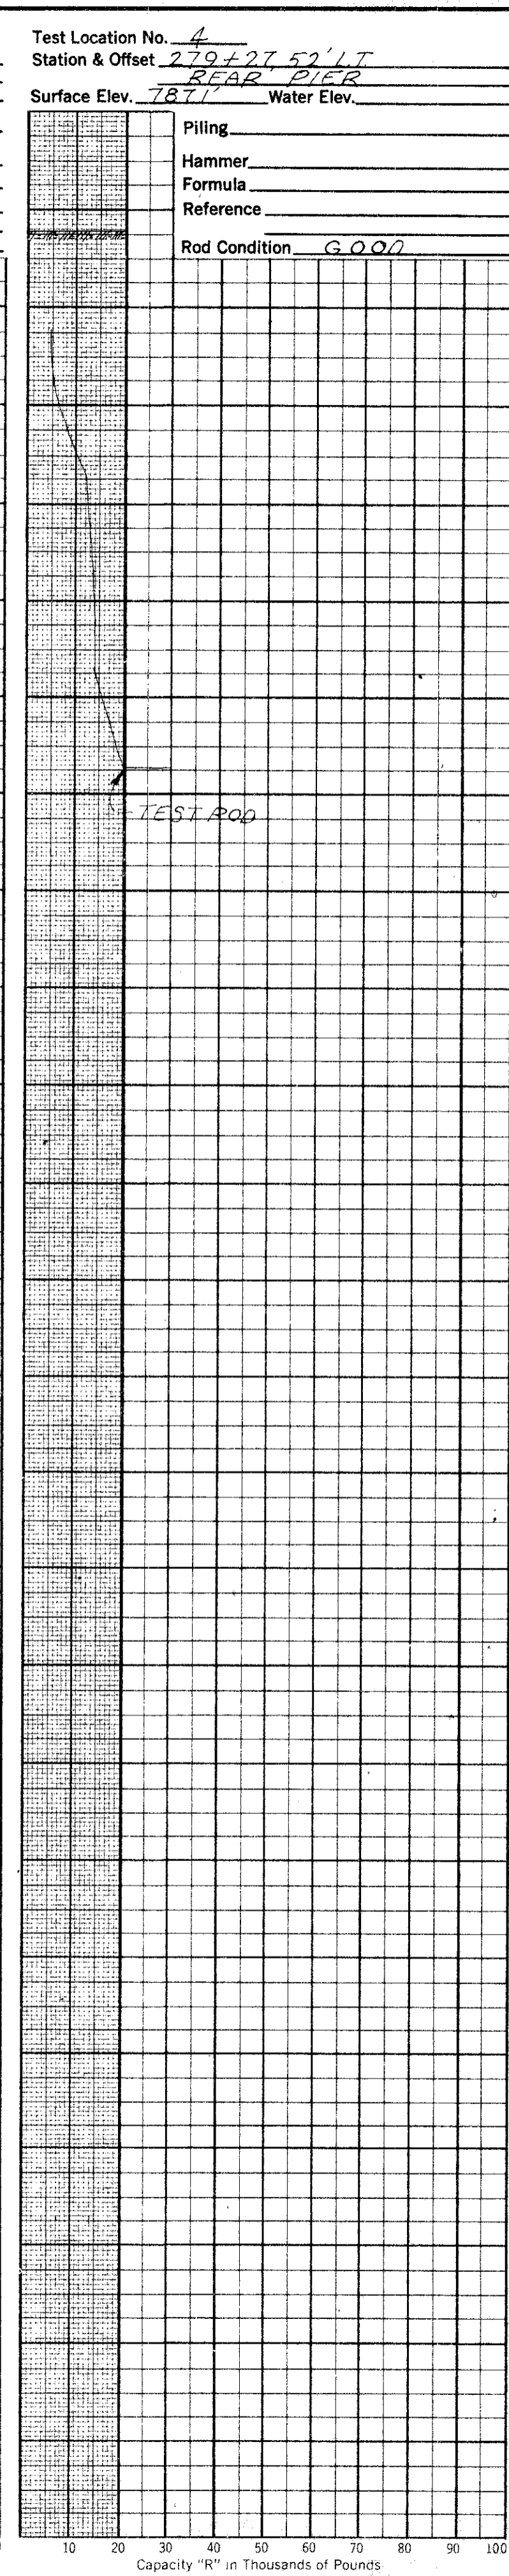 Test Location No. 4
Station & Offset 279+27, 52' LT
REAR PIER
Surface Elev. 787.1' Water Elev.
Piling
Hammer
Formula
Reference
Rod Condition GOOD
TEST ROD
10 20 30 40 50 60 70 80 90 100
Capacity "R" in Thousands of Pounds